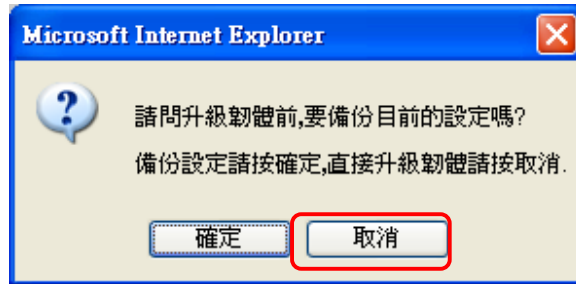 Microsoft Internet Explorer
請問升級韌體前,要備份目前的設定嗎?
備份設定請按確定,直接升級韌體請按取消.
確定
取消